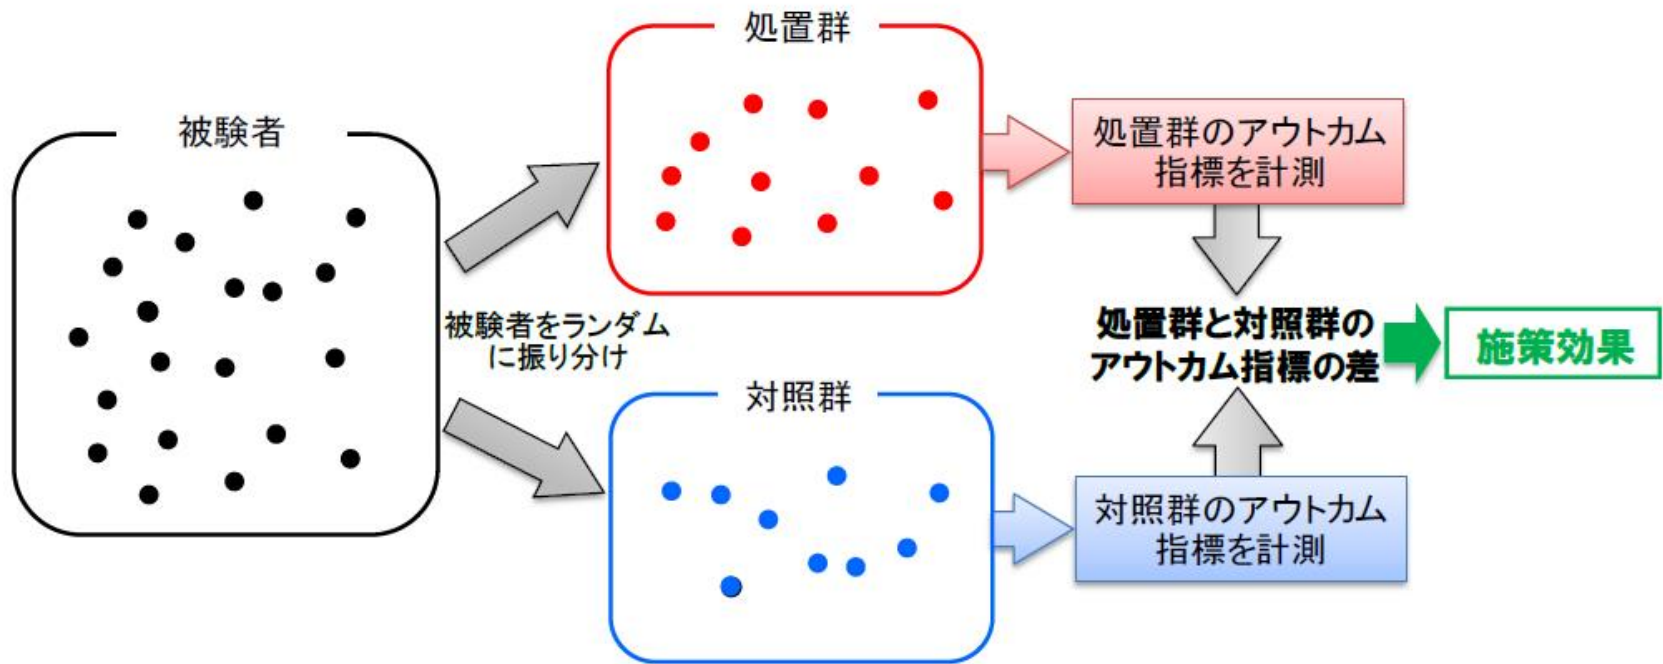 被験者
被験者をランダム
に振り分け
処置群
処置群のアウトカム
指標を計測
対照群
対照群のアウトカム
指標を計測
処置群と対照群の
アウトカム指標の差
施策効果